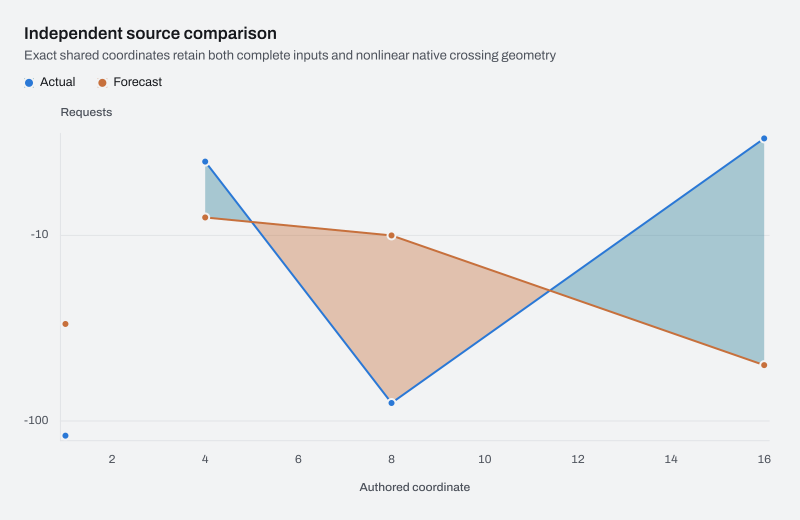 Independent source comparison
Exact shared coordinates retain both complete inputs and nonlinear native crossing geometry
Actual Forecast
Requests
-10
-100
2 4 6 8 10 12 14 16
Authored coordinate